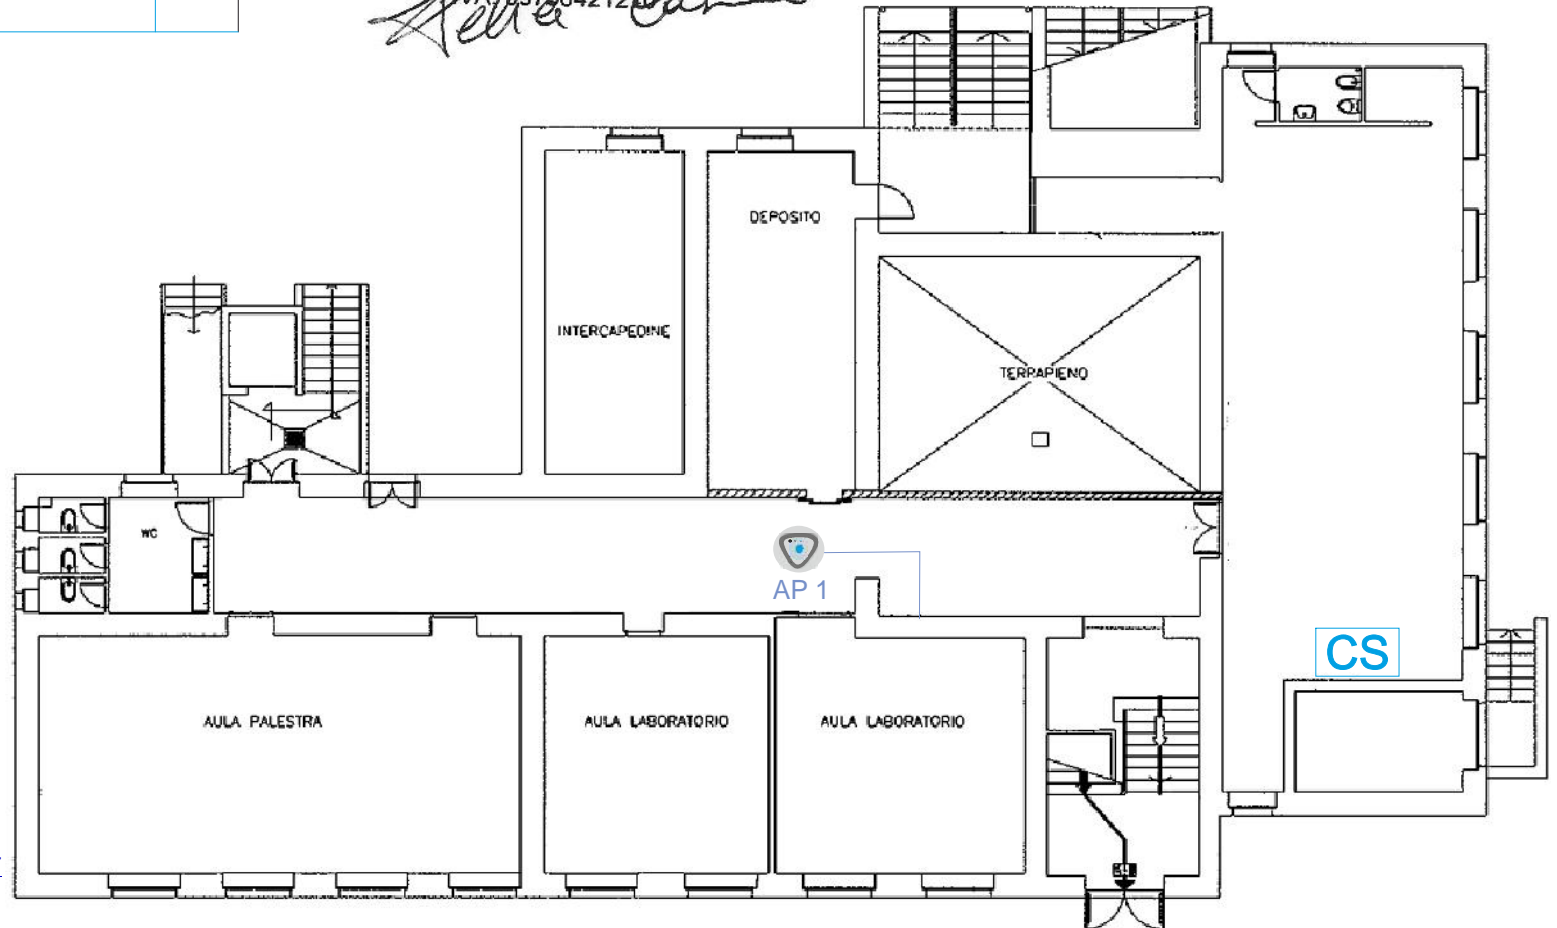 DEPOSITO
INTERCAPEDINE
TERRAPIENO
WC
AP 1
CS
AULA PALESTRA
AULA LABORATORIO
AULA LABORATORIO